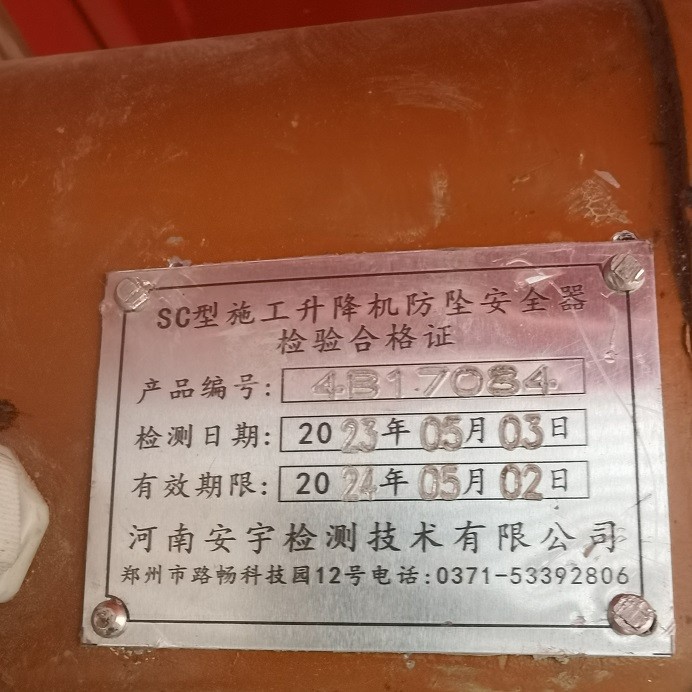 SC型施工升降机防坠安全器
检验合格证
产品编号: 4B17084
检测日期: 2023年05月03日
有效期限: 2024年05月02日
河南安宇检测技术有限公司
郑州市路畅科技园12号电话:0371-53392806